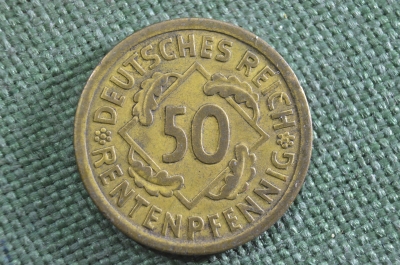 DEUTSCHES REICH
50
RENTENPFENNIG